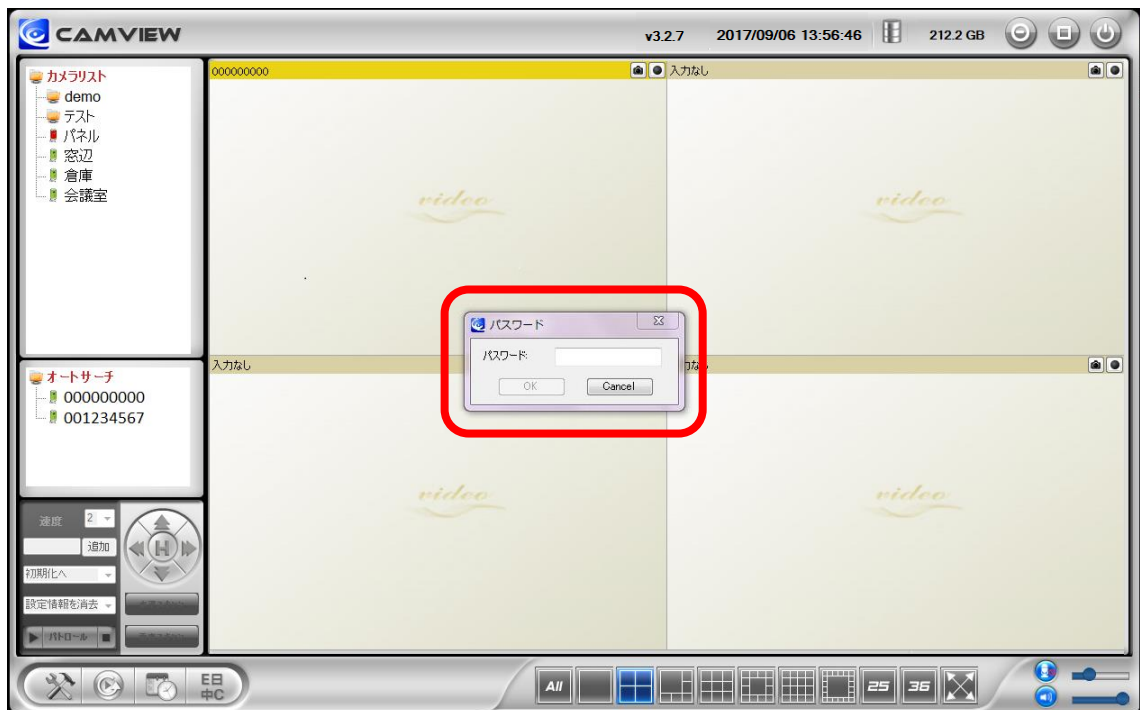 CAMVIEW
v3.2.7 2017/09/06 13:56:46 212.2 GB
カメラリスト
demo
テスト
パネル
窓辺
倉庫
会議室
000000000
入力なし
video
video
パスワード
パスワード:
OK Cancel
入力なし
video
video
オートサーチ
000000000
001234567
速度 2
追加
初期化へ
設定情報を消去
パトロール
H
E日
中C
All
25
36